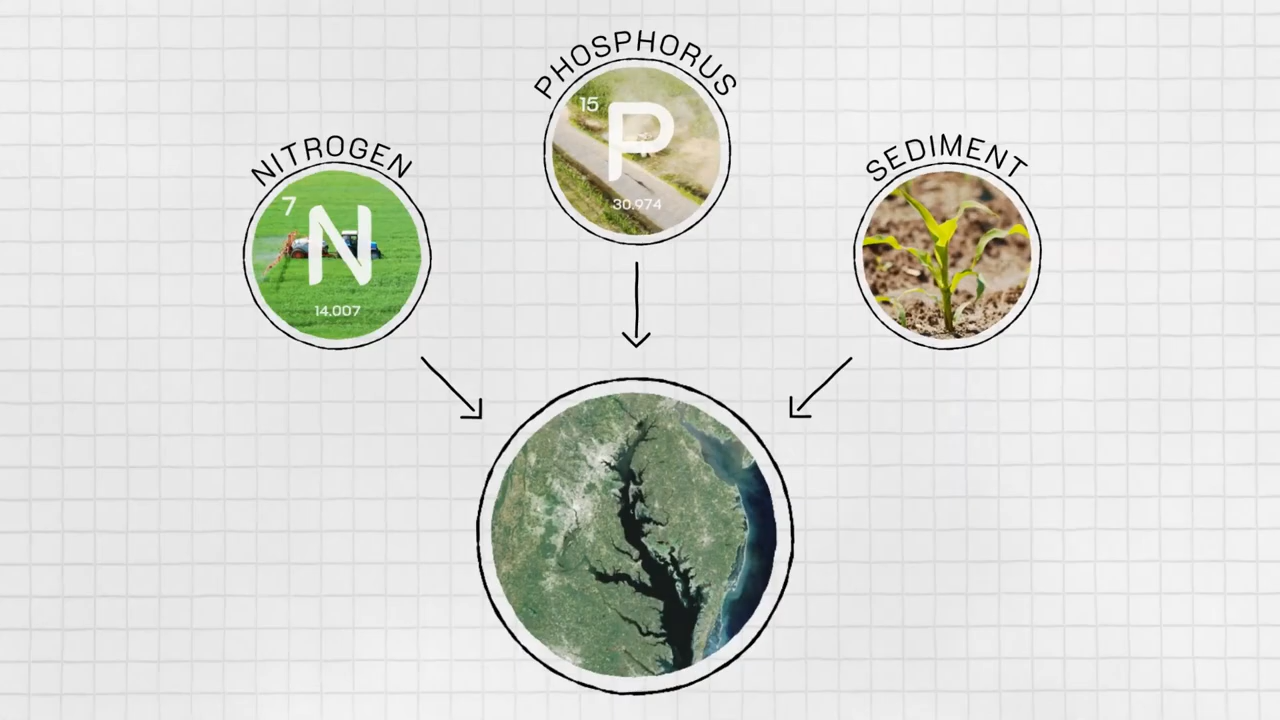 PHOSPHORUS
15
P
30.974
NITROGEN
7
N
14.007
SEDIMENT